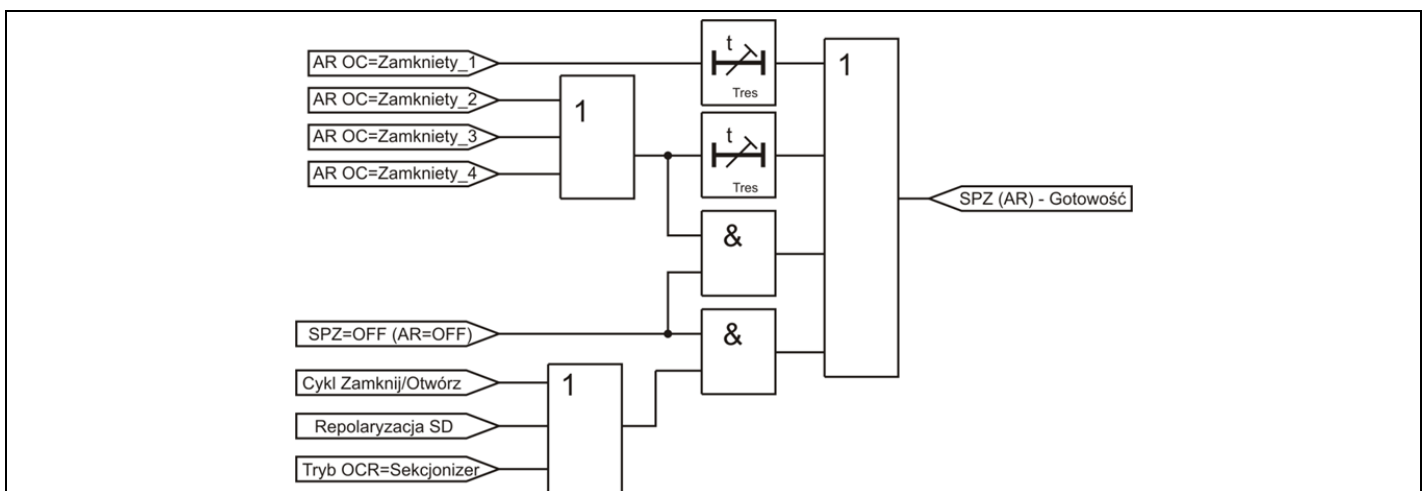 AR OC=Zamkniety_1
AR OC=Zamkniety_2
AR OC=Zamkniety_3
AR OC=Zamkniety_4
1
t
Tres
t
Tres
&
1
SPZ (AR) - Gotowość
SPZ=OFF (AR=OFF)
&
Cykl Zamknij/Otwórz
Repolaryzacja SD
Tryb OCR=Sekcjonizer
1